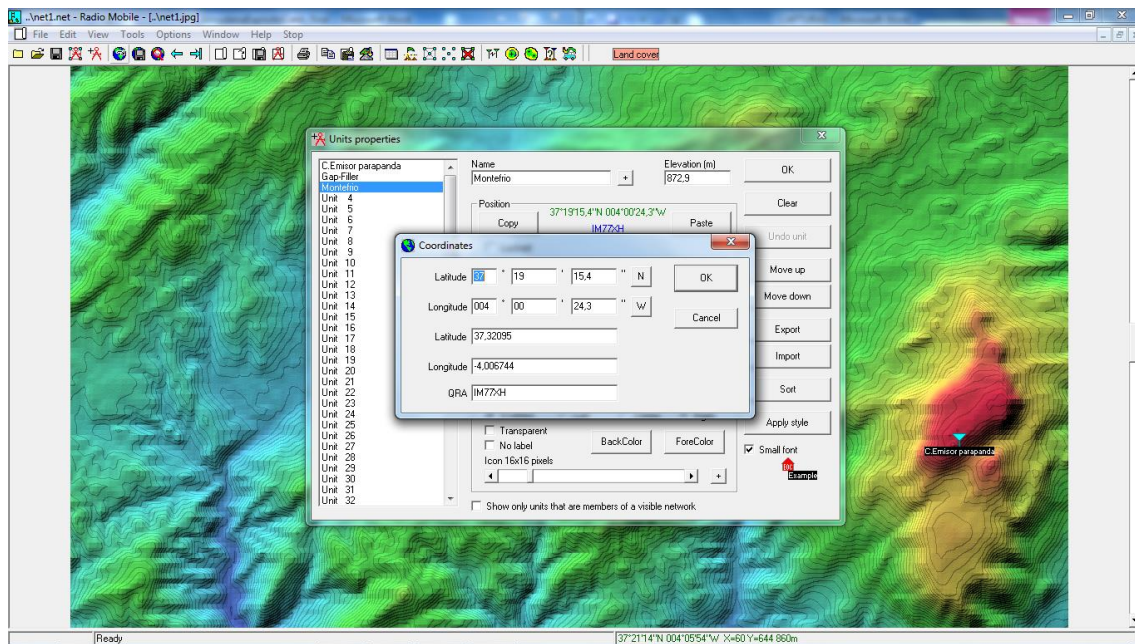 ..\net1.net - Radio Mobile - [..\net1.jpg]
File Edit View Tools Options Window Help Stop
Land cover
Units properties
C.Emisor parapanda
Gap-Filler
Montefrio
Unit 4
Unit 5
Unit 6
Unit 7
Unit 8
Unit 9
Unit 10
Unit 11
Unit 12
Unit 13
Unit 14
Unit 15
Unit 16
Unit 17
Unit 18
Unit 19
Unit 20
Unit 21
Unit 22
Unit 23
Unit 24
Unit 25
Unit 26
Unit 27
Unit 28
Unit 29
Unit 30
Unit 31
Unit 32
Name
Montefrio
+
Elevation (m)
872,9
Position
37°19'15,4"N 004°00'24,3"W
IM77XH
Copy
Paste
OK
Clear
Undo unit
Move up
Move down
Export
Import
Sort
Apply style
Small font
Example
Coordinates
Latitude 37 ° 19 ' 15,4 " N
Longitude 004 ° 00 ' 24,3 " W
Latitude 37,32095
Longitude -4,006744
QRA IM77XH
OK
Cancel
Transparent
No label
BackColor
ForeColor
Icon 16x16 pixels
+
Show only units that are members of a visible network
C.Emisor parapanda
Ready
37°21'14"N 004°05'54"W X=60 Y=644 860m